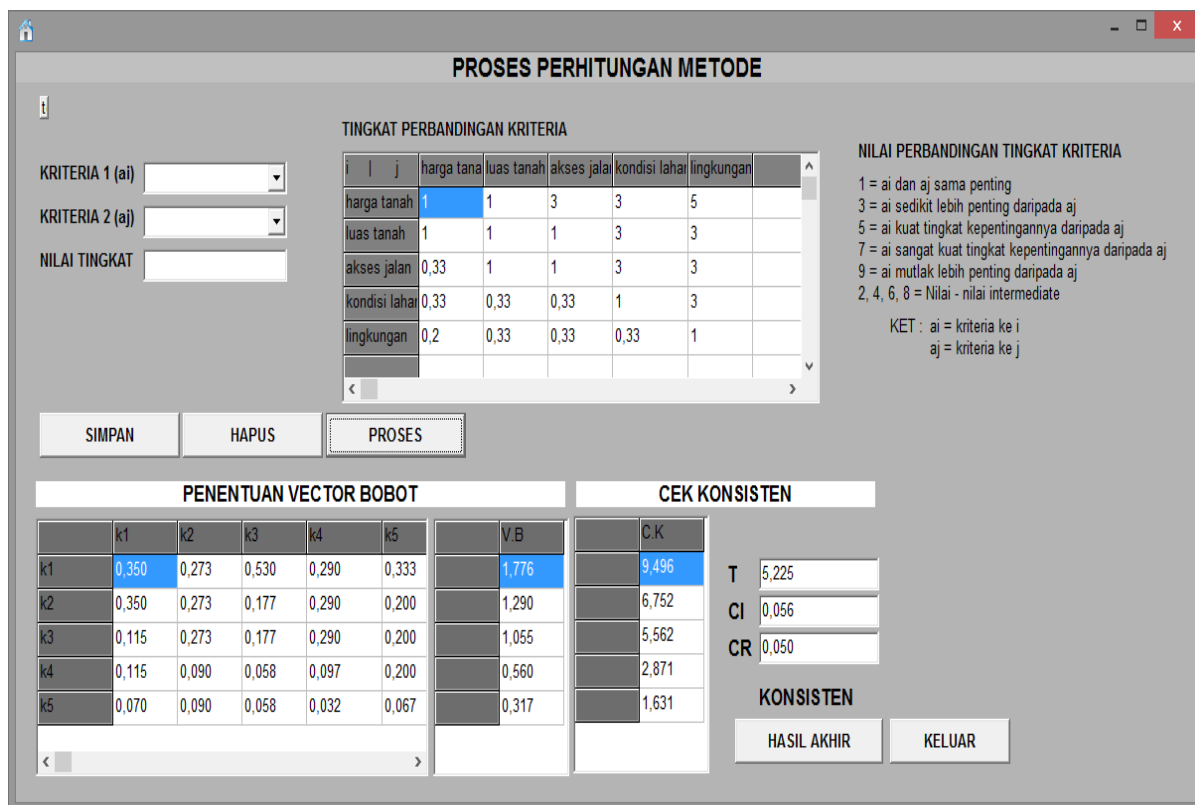 PROSES PERHITUNGAN METODE
t
TINGKAT PERBANDINGAN KRITERIA
KRITERIA 1 (ai)
KRITERIA 2 (aj)
NILAI TINGKAT
i | j harga tana luas tanah akses jalan kondisi lahar lingkungan
harga tanah 1 1 3 3 5
luas tanah 1 1 1 3 3
akses jalan 0,33 1 1 3 3
kondisi lahar 0,33 0,33 0,33 1 3
lingkungan 0,2 0,33 0,33 0,33 1
NILAI PERBANDINGAN TINGKAT KRITERIA
1 = ai dan aj sama penting
3 = ai sedikit lebih penting daripada aj
5 = ai kuat tingkat kepentingannya daripada aj
7 = ai sangat kuat tingkat kepentingannya daripada aj
9 = ai mutlak lebih penting daripada aj
2, 4, 6, 8 = Nilai - nilai intermediate
KET : ai = kriteria ke i
aj = kriteria ke j
SIMPAN HAPUS PROSES
PENENTUAN VECTOR BOBOT
k1 k2 k3 k4 k5
k1 0,350 0,273 0,530 0,290 0,333
k2 0,350 0,273 0,177 0,290 0,200
k3 0,115 0,273 0,177 0,290 0,200
k4 0,115 0,090 0,058 0,097 0,200
k5 0,070 0,090 0,058 0,032 0,067
V.B
1,776
1,290
1,055
0,560
0,317
CEK KONSISTEN
C.K
9,496
6,752
5,562
2,871
1,631
T 5,225
CI 0,056
CR 0,050
KONSISTEN
HASIL AKHIR KELUAR